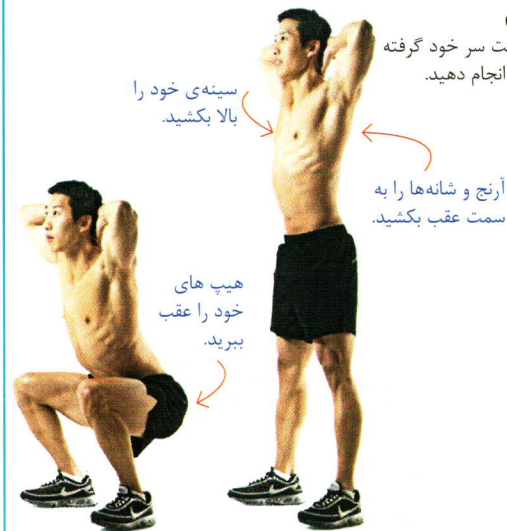 ت سر خود گرفته
انجام دهید.
سینه‌ی خود را
بالا بکشید.
آرنج و شانه‌ها را به
سمت عقب بکشید.
هیپ های
خود را عقب
ببرید.